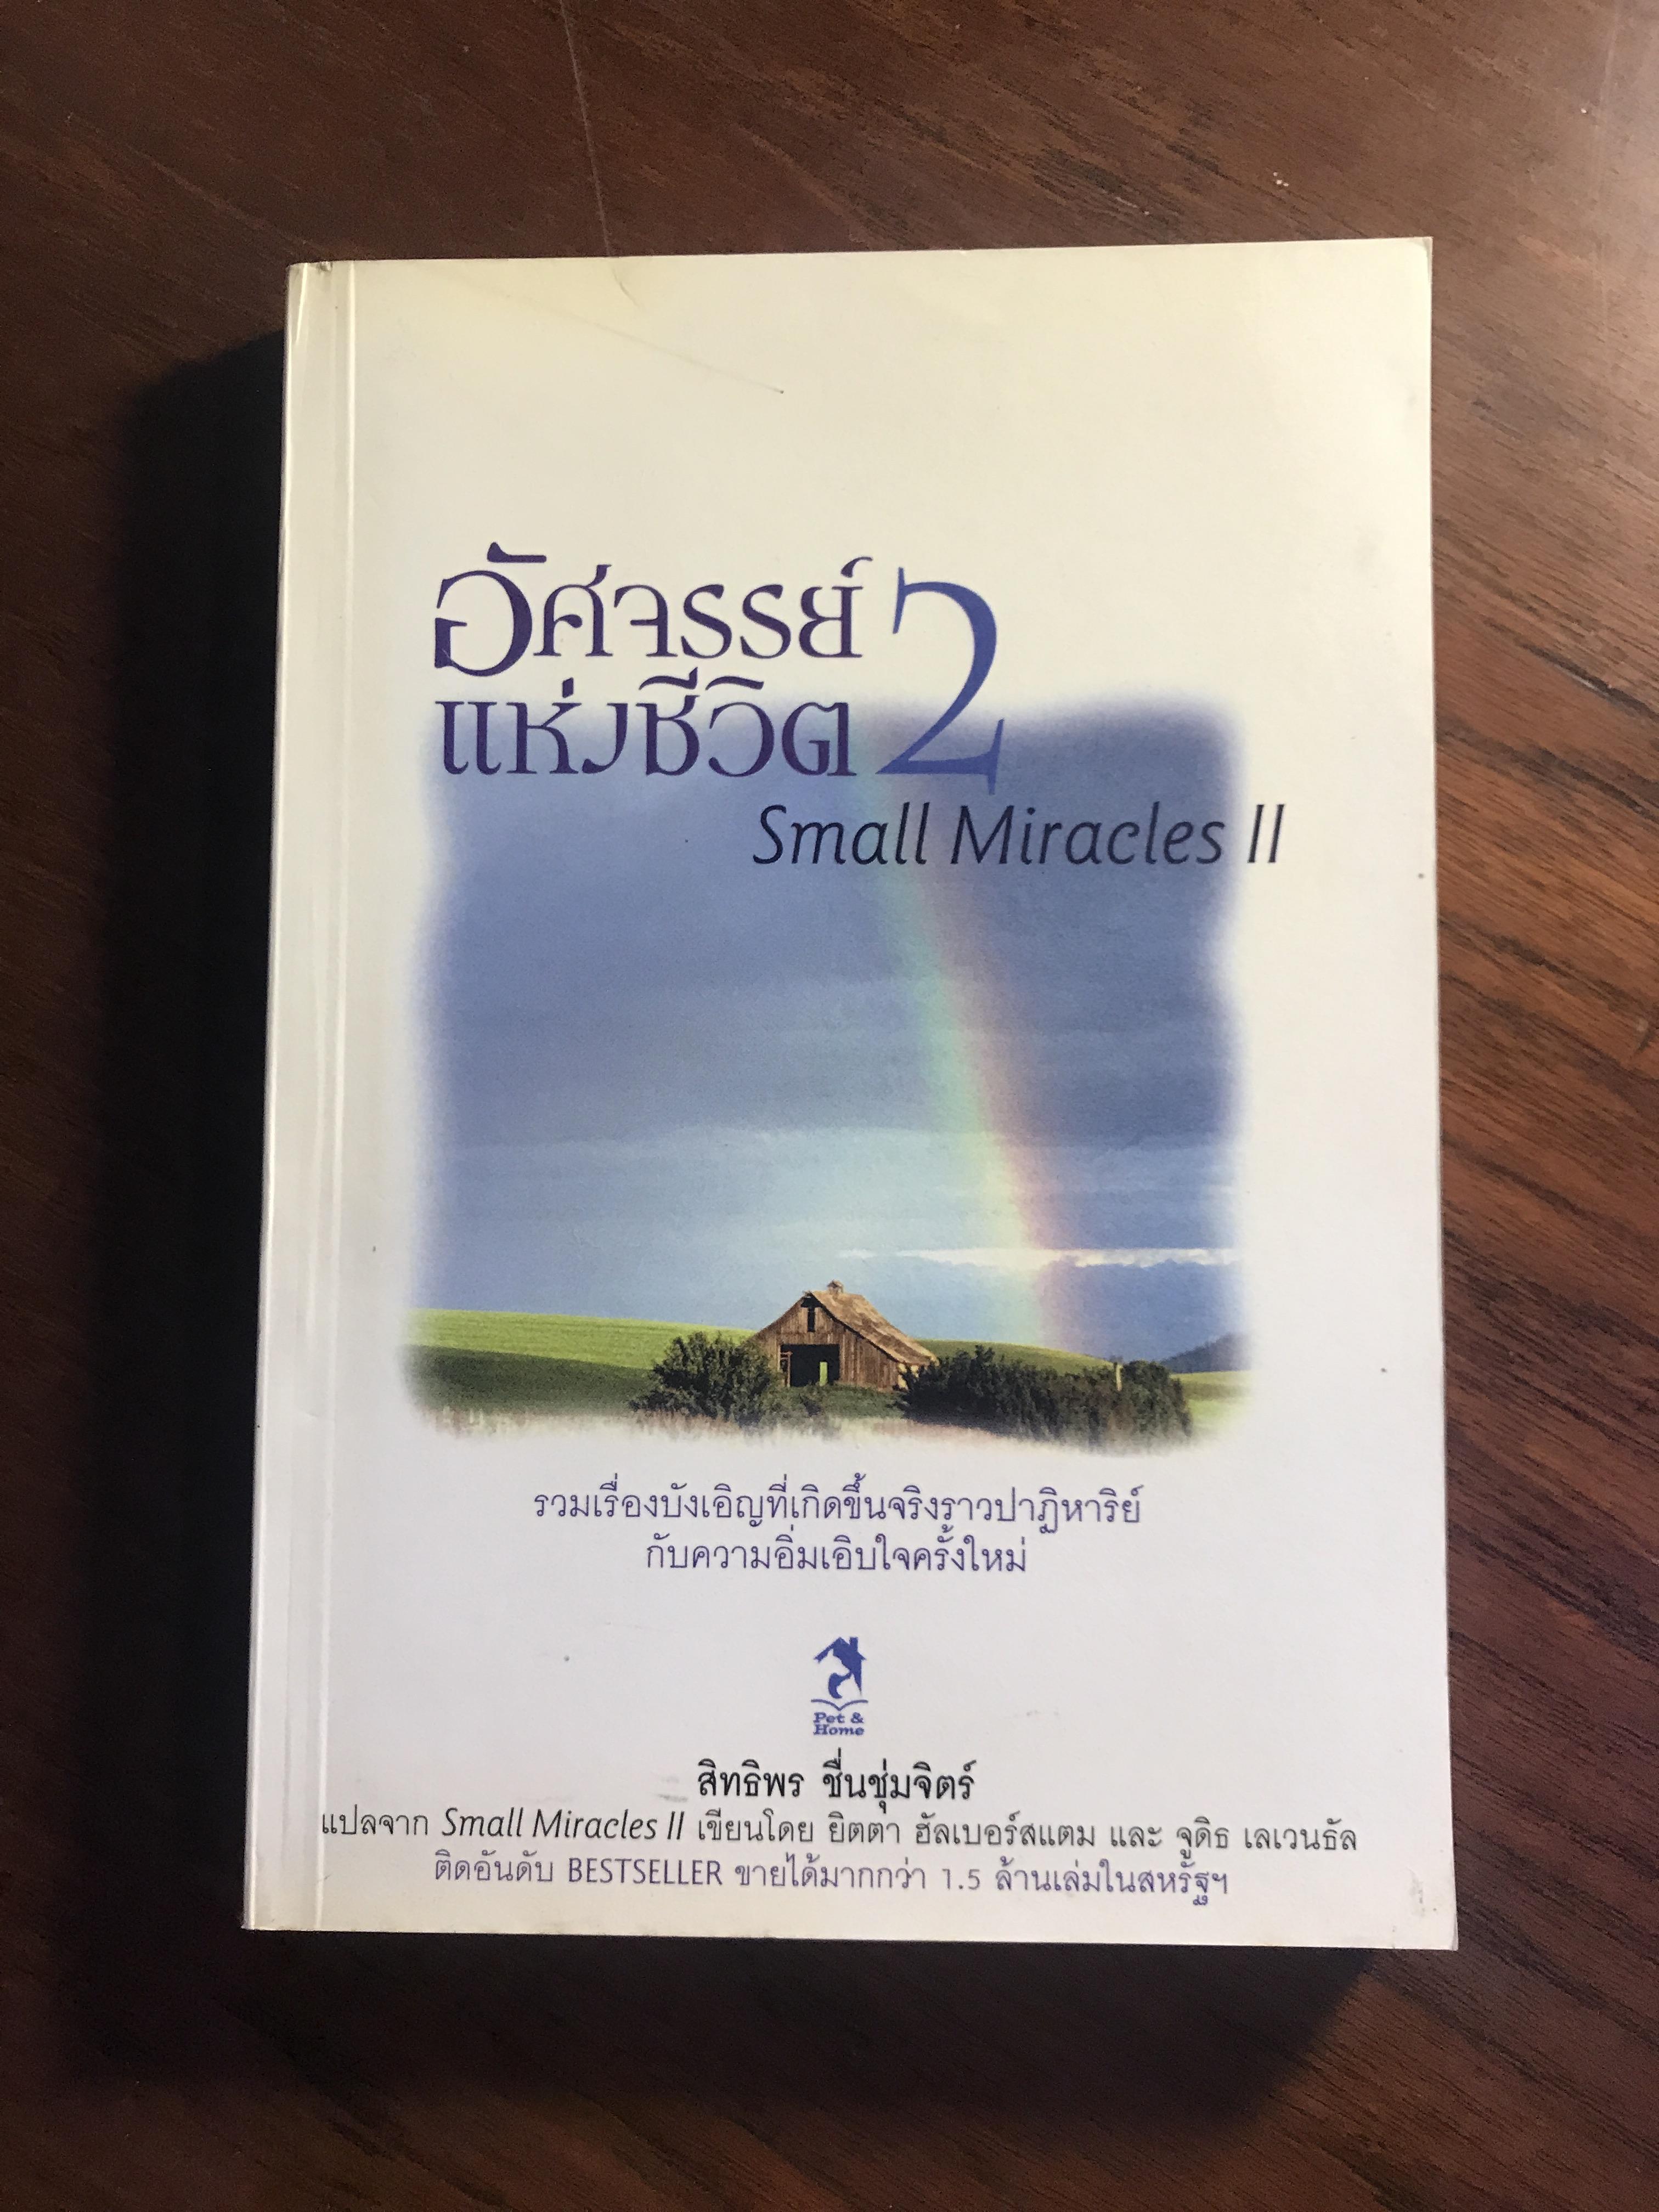 อัศจรรย์
แห่งชีวิต 2
Small Miracles II
รวมเรื่องบังเอิญที่เกิดขึ้นจริงราวปาฏิหาริย์
กับความอิ่มเอิบใจครั้งใหม่
Pet &
Home
สิทธิพร ชื่นชุ่มจิตร์
แปลจาก Small Miracles II เขียนโดย ยิตตา ฮัลเบอร์สแตม และ จูดิธ เลเวนธัล
ติดอันดับ BESTSELLER ขายได้มากกว่า 1.5 ล้านเล่มในสหรัฐฯ